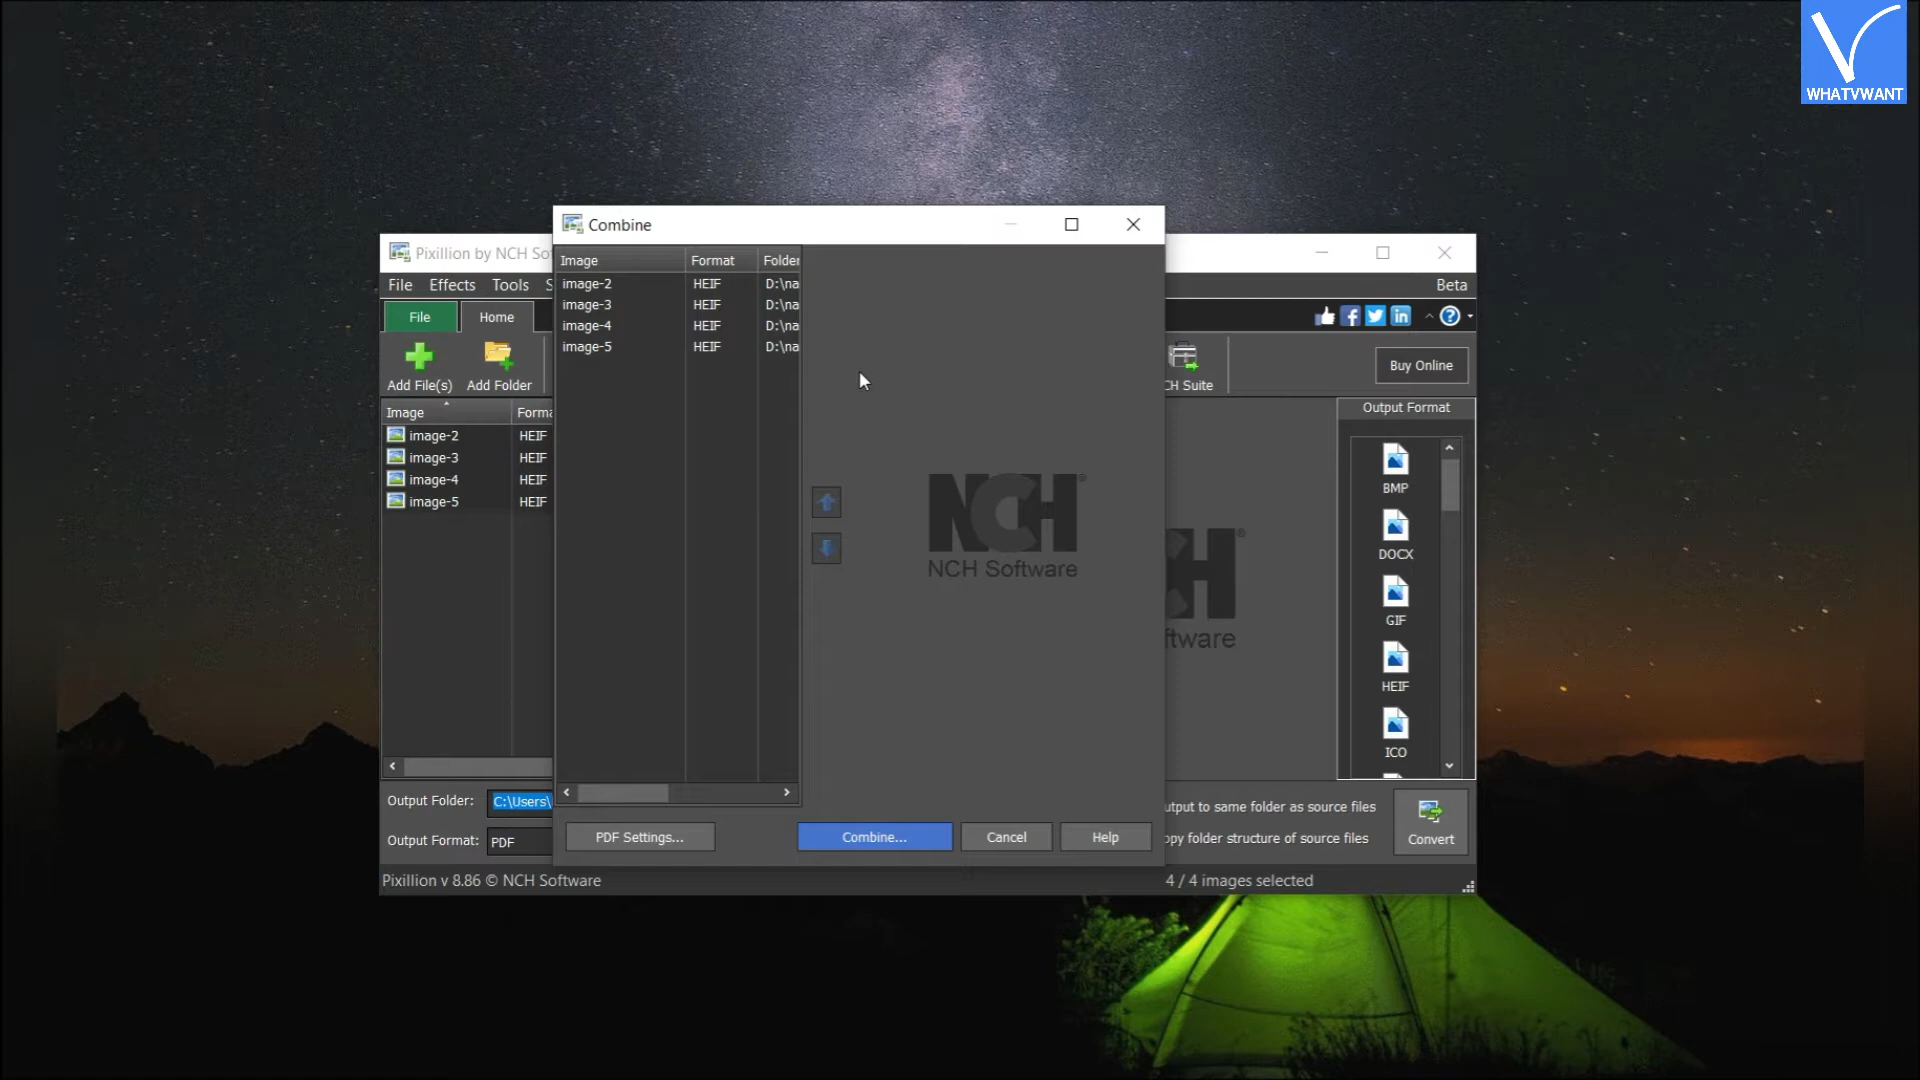 WHATVWANT
Combine
Image Format Folder
image-2 HEIF D:\na
image-3 HEIF D:\na
image-4 HEIF D:\na
image-5 HEIF D:\na
NCH
NCH Software
PDF Settings... Combine... Cancel Help
Pixillion by NCH So
File Effects Tools S Beta
File Home
Add File(s) Add Folder CH Suite Buy Online
Image Forma
image-2 HEIF
image-3 HEIF
image-4 HEIF
image-5 HEIF
Output Format
BMP
DOCX
GIF
HEIF
ICO
CH
ftware
Output Folder: C:\Users\ utput to same folder as source files
Output Format: PDF opy folder structure of source files
Convert
Pixillion v 8.86 © NCH Software 4 / 4 images selected